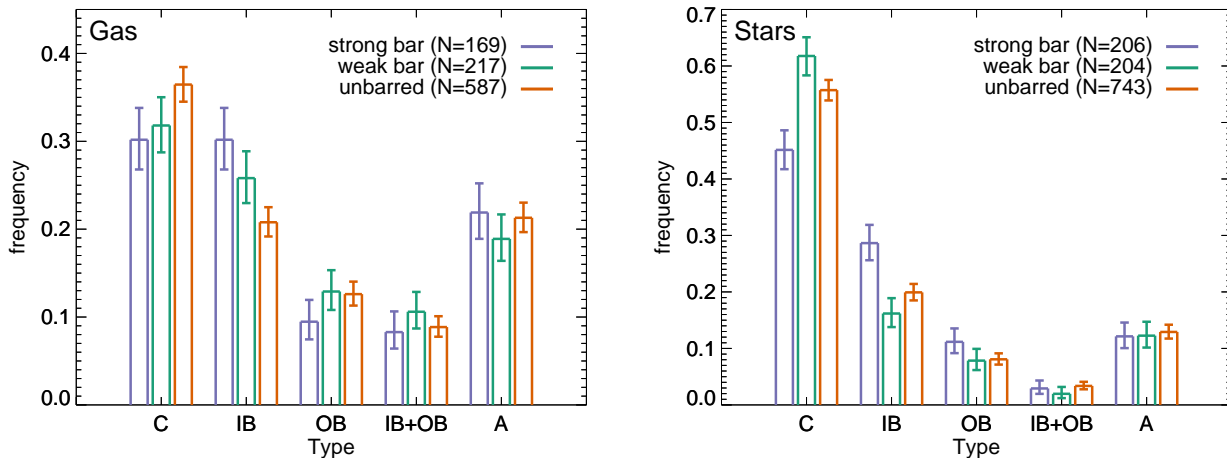 Gas
strong bar (N=169)
weak bar (N=217)
unbarred (N=587)
0.4
0.3
0.2
0.1
0.0
frequency
C IB OB IB+OB A
Type
Stars
strong bar (N=206)
weak bar (N=204)
unbarred (N=743)
0.7
0.6
0.5
0.4
0.3
0.2
0.1
0.0
frequency
C IB OB IB+OB A
Type